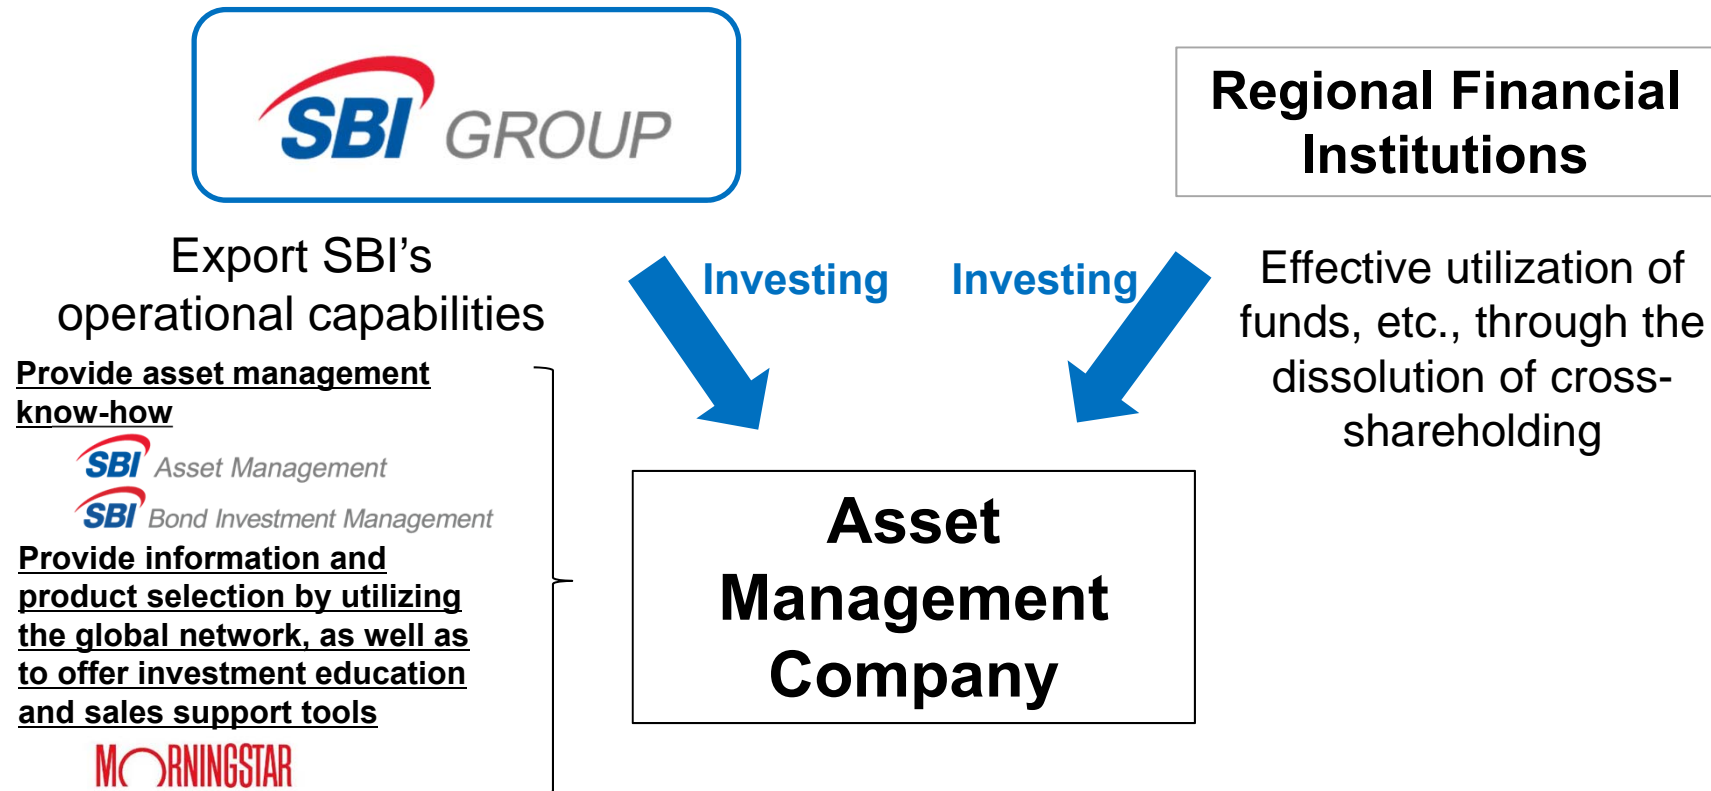 SBI GROUP
Regional Financial
Institutions
Export SBI's
operational capabilities
Investing
Investing
Effective utilization of
funds, etc., through the
dissolution of cross-
shareholding
Provide asset management
know-how
SBI Asset Management
SBI Bond Investment Management
Provide information and
product selection by utilizing
the global network, as well as
to offer investment education
and sales support tools
MORNINGSTAR
Asset
Management
Company